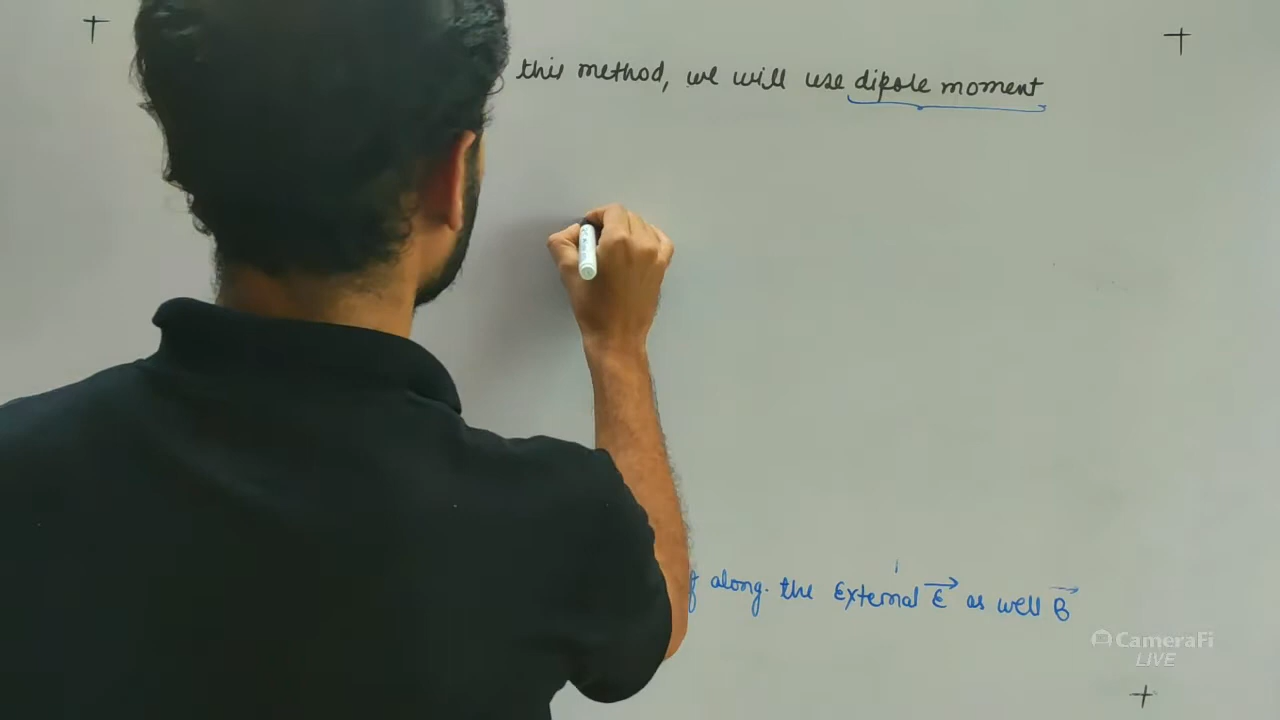 this method, we will use dipole moment
along. the External E as well B
CameraFi
LIVE